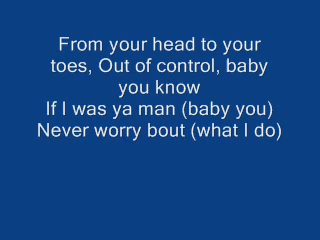 From your head to your
toes, Out of control, baby
you know
If I was ya man (baby you)
Never worry bout (what I do)